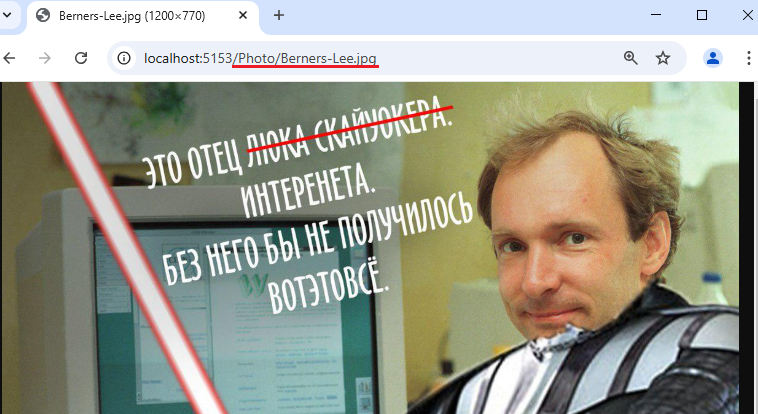 Berners-Lee.jpg (1200×770)
localhost:5153/Photo/Berners-Lee.jpg
ЭТО ОТЕЦ ЛЮКА СКАЙУОКЕРА.
ИНТЕРЕНЕТА.
БЕЗ НЕГО БЫ НЕ ПОЛУЧИЛОСЬ
ВОТЭТОВСЁ.